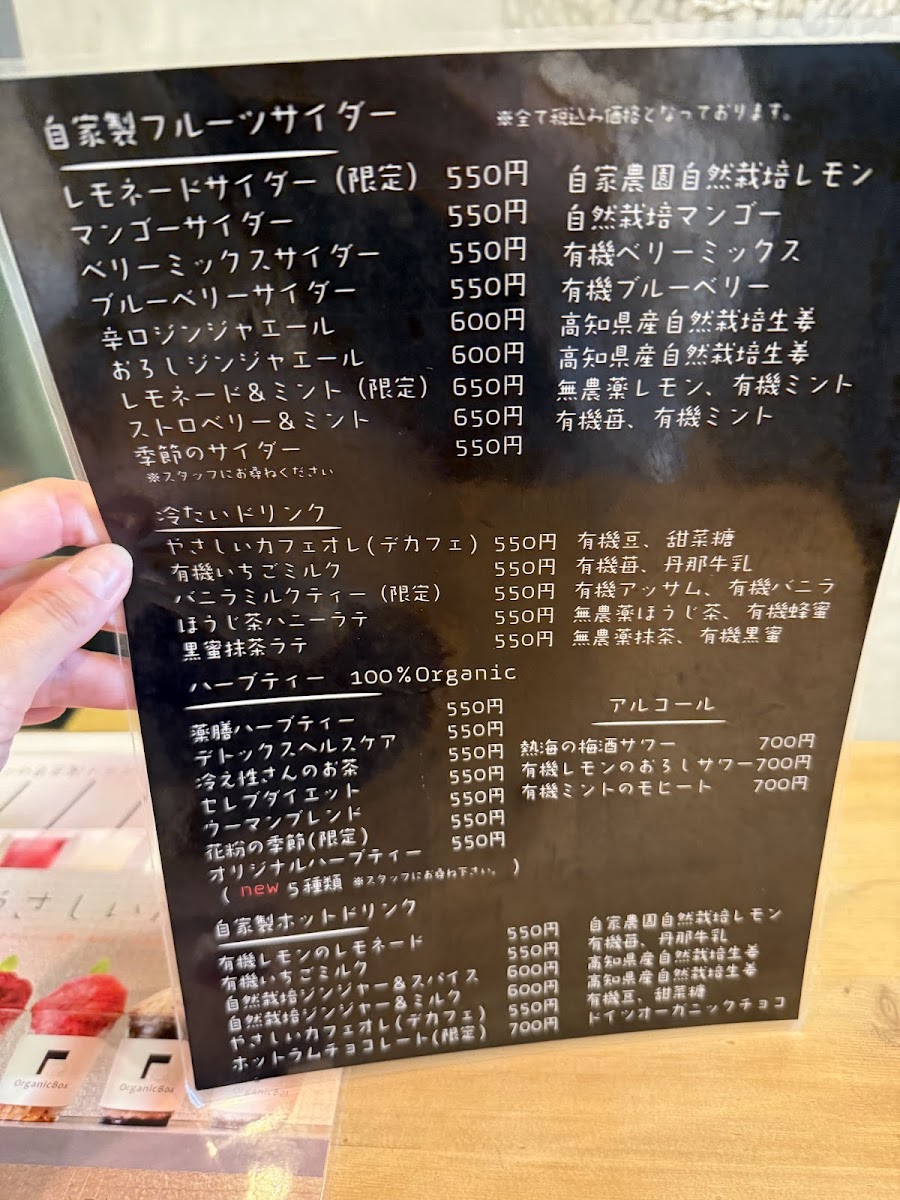 自家製フルーツサイダー ※全て税込み価格となっております。
レモネードサイダー (限定) 550円 自家農園自然栽培レモン
マンゴーサイダー 550円 自然栽培マンゴー
ベリーミックスサイダー 550円 有機ベリーミックス
ブルーベリーサイダー 550円 有機ブルーベリー
辛口ジンジャエール 600円 高知県産自然栽培生姜
おろしジンジャエール 600円 高知県産自然栽培生姜
レモネード&ミント (限定) 650円 無農薬レモン、有機ミント
ストロベリー&ミント 650円 有機苺、有機ミント
季節のサイダー 550円
※スタッフにお尋ねください
冷たいドリンク
やさしいカフェオレ(デカフェ) 550円 有機豆、甜菜糖
有機いちごミルク 550円 有機苺、丹那牛乳
バニラミルクティー (限定) 550円 有機アッサム、有機バニラ
ほうじ茶ハニーラテ 550円 無農薬ほうじ茶、有機蜂蜜
黒蜜抹茶ラテ 550円 無農薬抹茶、有機黒蜜
ハーブティー 100%Organic
薬膳ハーブティー 550円
デトックスヘルスケア 550円
冷え性さんのお茶 550円
セレブダイエット 550円
ウーマンブレンド 550円
花粉の季節(限定) 550円
オリジナルハーブティー 550円
( new 5種類 ※スタッフにお尋ね下さい。 )
アルコール
熱海の梅酒サワー 700円
有機レモンのおろしサワー 700円
有機ミントのモヒート 700円
自家製ホットドリンク
有機レモンのレモネード 550円 自家農園自然栽培レモン
有機いちごミルク 550円 有機苺、丹那牛乳
自然栽培ジンジャー&スパイス 600円 高知県産自然栽培生姜
自然栽培ジンジャー&ミルク 600円 高知県産自然栽培生姜
やさしいカフェオレ(デカフェ) 550円 有機豆、甜菜糖
ホットラムチョコレート(限定) 700円 ドイツオーガニックチョコ
OrganicBox
OrganicBox
OrganicBox